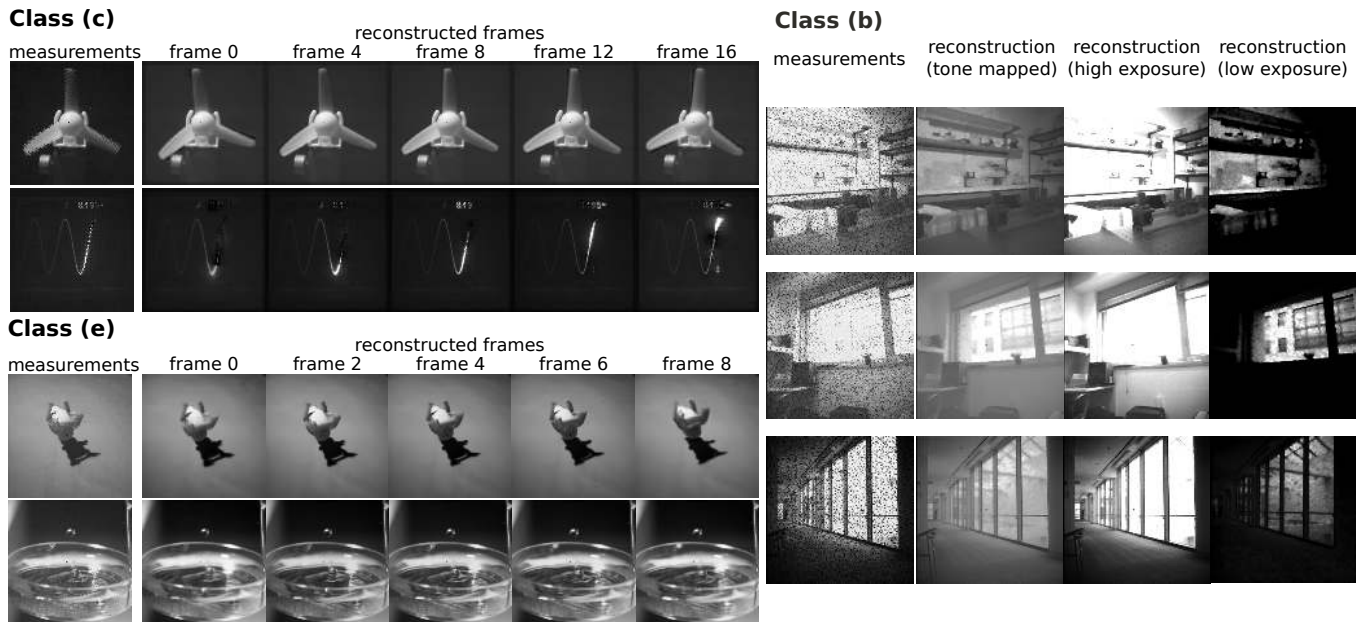 Class (c)
reconstructed frames
measurements frame 0 frame 4 frame 8 frame 12 frame 16
Class (e)
reconstructed frames
measurements frame 0 frame 2 frame 4 frame 6 frame 8
Class (b)
measurements
reconstruction
(tone mapped)
reconstruction
(high exposure)
reconstruction
(low exposure)